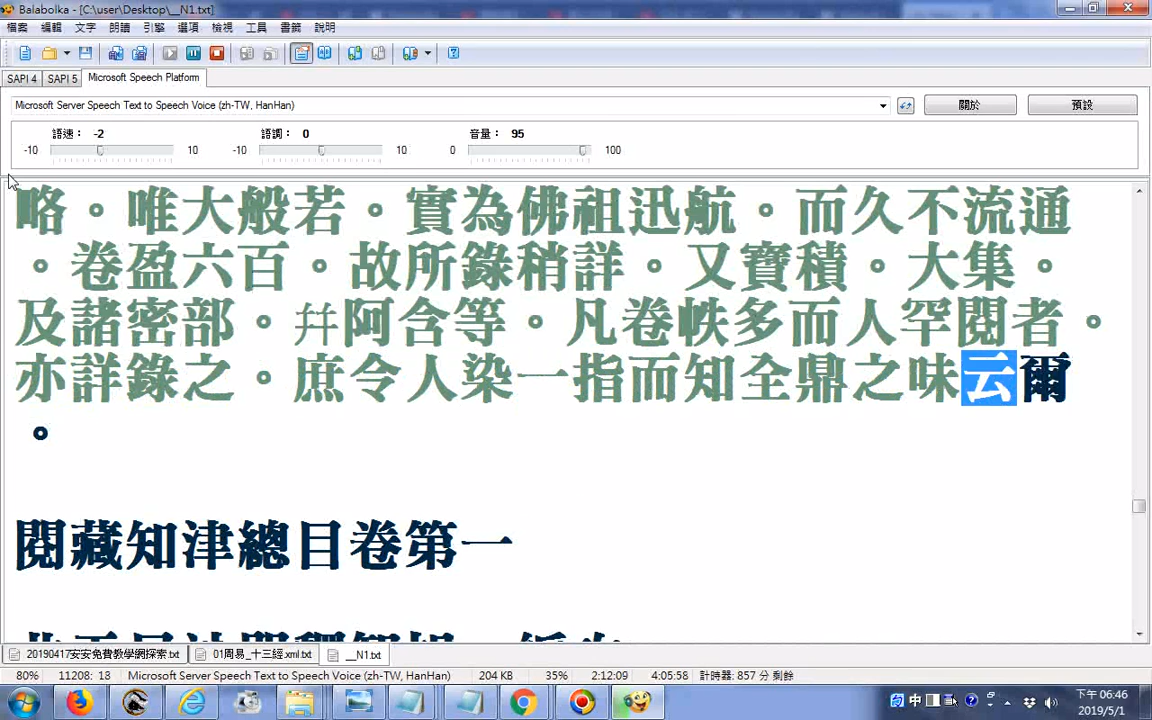 Balabolka - [C:\user\Desktop\__N1.txt]
檔案 編輯 文字 朗讀 引擎 選項 檢視 工具 書籤 說明
SAPI 4 SAPI 5 Microsoft Speech Platform
Microsoft Server Speech Text to Speech Voice (zh-TW, HanHan) 關於 預設
語速： -2 語調： 0 音量： 95
-10 10 -10 10 0 100
略。唯大般若。實為佛祖迅航。而久不流通
。卷盈六百。故所錄稍詳。又寶積。大集。
及諸密部。幷阿含等。凡卷帙多而人罕閱者。
亦詳錄之。庶令人染一指而知全鼎之味云爾
。
閱藏知津總目卷第一
20190417安安免費教學網探索.txt 01周易_十三經.xml.txt __N1.txt
80% 11208: 13 Microsoft Server Speech Text to Speech Voice (zh-TW, HanHan) 204 KB 35% 2:12:09 4:05:58 計時器: 857 分 剩餘
中 下午 06:46
2019/5/1